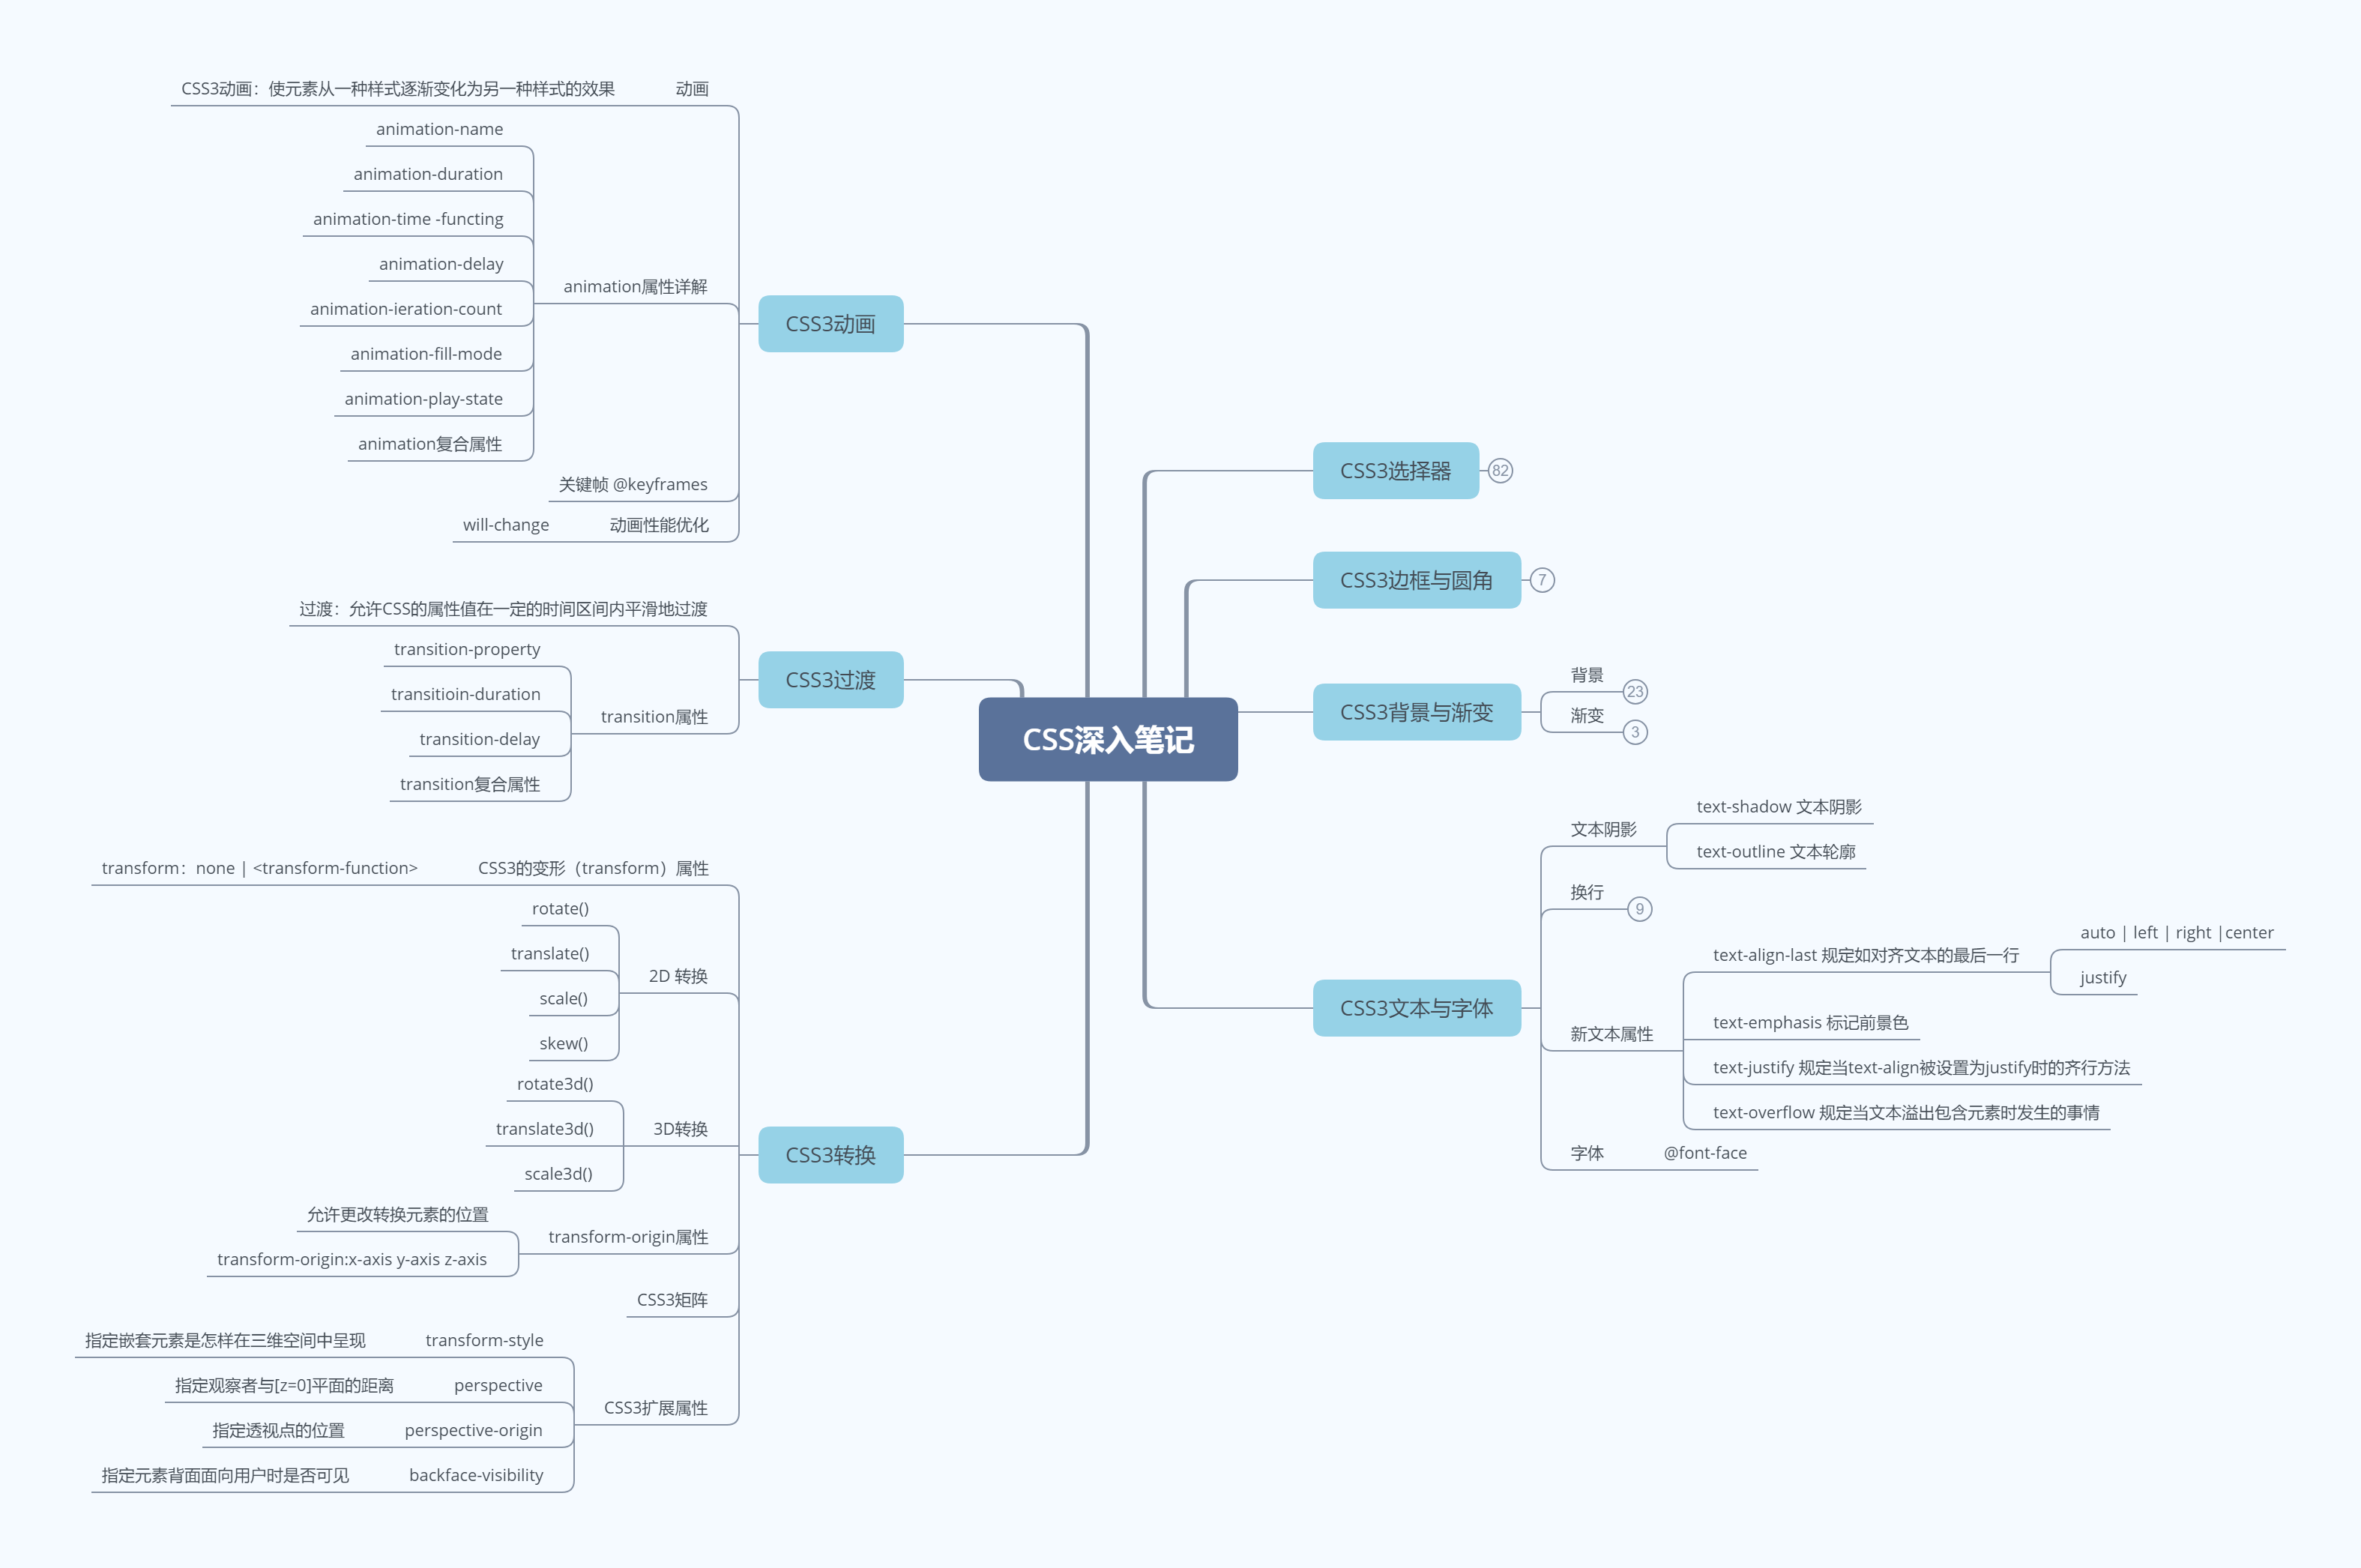 CSS深入笔记
CSS3选择器
82
CSS3边框与圆角
7
CSS3背景与渐变
背景
23
渐变
3
CSS3文本与字体
文本阴影
text-shadow 文本阴影
text-outline 文本轮廓
换行
9
新文本属性
text-align-last 规定如对齐文本的最后一行
auto | left | right |center
justify
text-emphasis 标记前景色
text-justify 规定当text-align被设置为justify时的齐行方法
text-overflow 规定当文本溢出包含元素时发生的事情
字体
@font-face
CSS3动画
动画
CSS3动画：使元素从一种样式逐渐变化为另一种样式的效果
animation属性详解
animation-name
animation-duration
animation-time -functing
animation-delay
animation-ieration-count
animation-fill-mode
animation-play-state
animation复合属性
关键帧 @keyframes
动画性能优化
will-change
CSS3过渡
过渡：允许CSS的属性值在一定的时间区间内平滑地过渡
transition属性
transition-property
transitioin-duration
transition-delay
transition复合属性
CSS3转换
CSS3的变形（transform）属性
transform：none | <transform-function>
2D 转换
rotate()
translate()
scale()
skew()
3D转换
rotate3d()
translate3d()
scale3d()
transform-origin属性
允许更改转换元素的位置
transform-origin:x-axis y-axis z-axis
CSS3矩阵
CSS3扩展属性
transform-style
指定嵌套元素是怎样在三维空间中呈现
perspective
指定观察者与[z=0]平面的距离
perspective-origin
指定透视点的位置
backface-visibility
指定元素背面面向用户时是否可见